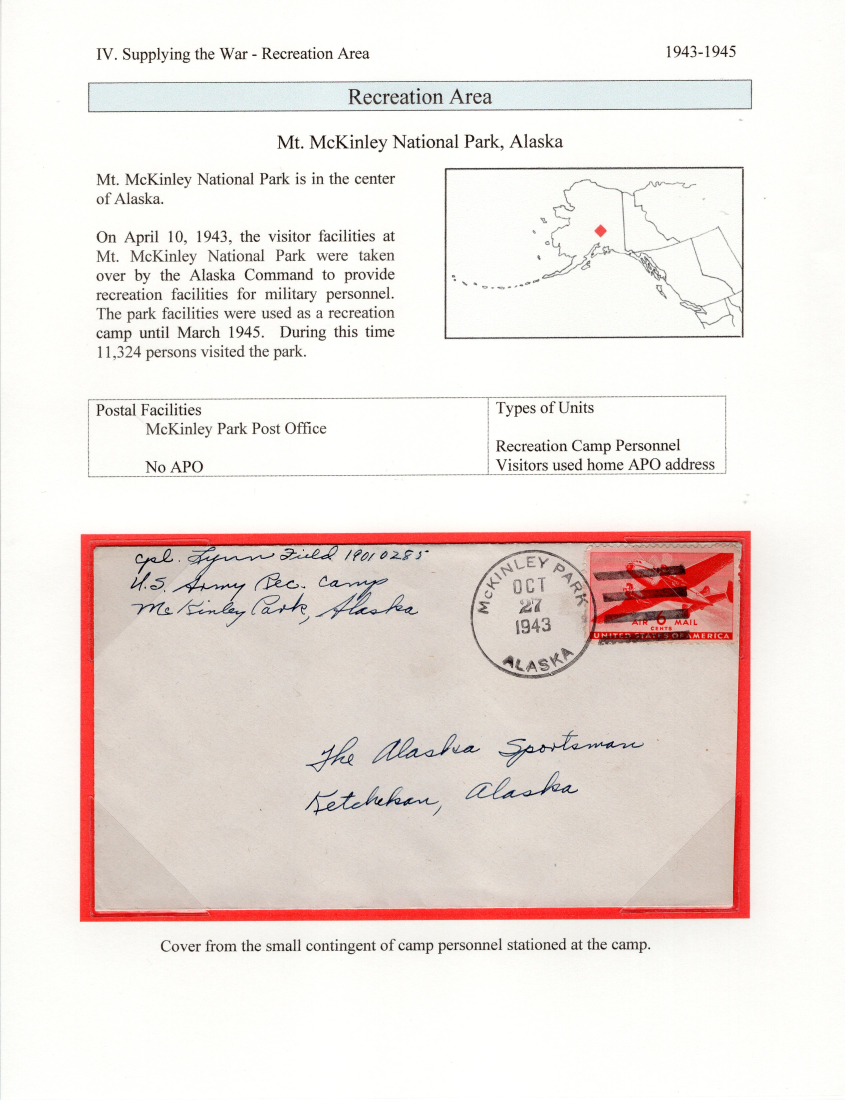 IV. Supplying the War - Recreation Area 1943-1945
Recreation Area
Mt. McKinley National Park, Alaska
Mt. McKinley National Park is in the center
of Alaska.
On April 10, 1943, the visitor facilities at
Mt. McKinley National Park were taken
over by the Alaska Command to provide
recreation facilities for military personnel.
The park facilities were used as a recreation
camp until March 1945. During this time
11,324 persons visited the park.
Postal Facilities
McKinley Park Post Office
No APO
Types of Units
Recreation Camp Personnel
Visitors used home APO address
cpl. Lynn Field 19010285
U.S. Army Rec. Camp
McKinley Park, Alaska
McKINLEY PARK
OCT
27
1943
ALASKA
AIR 6 MAIL
CENTS
UNITED STATES OF AMERICA
The Alaska Sportsman
Ketchekan, Alaska
Cover from the small contingent of camp personnel stationed at the camp.